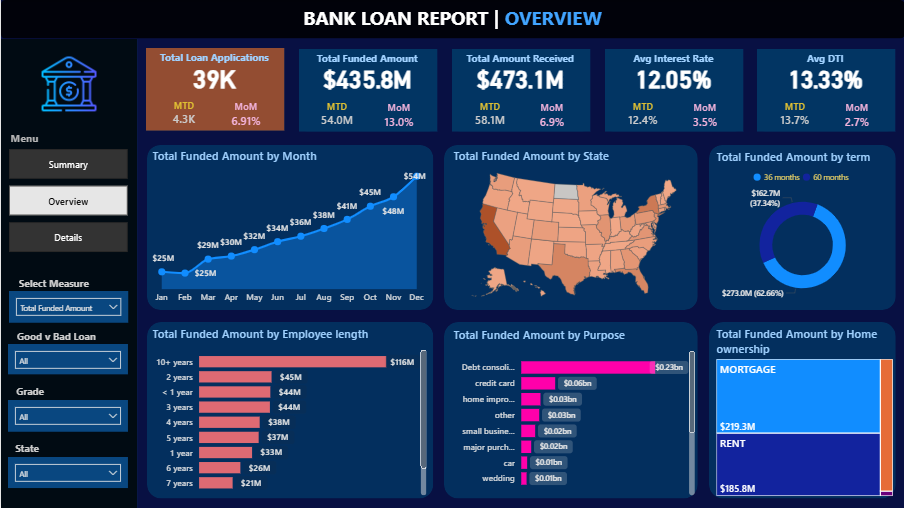 BANK LOAN REPORT | OVERVIEW
Menu
Summary
Overview
Details
Select Measure
Total Funded Amount
Good v Bad Loan
All
Grade
All
State
All
Total Loan Applications
39K
MTD MoM
4.3K 6.91%
Total Funded Amount
$435.8M
MTD MoM
54.0M 13.0%
Total Amount Received
$473.1M
MTD MoM
58.1M 6.9%
Avg Interest Rate
12.05%
MTD MoM
12.4% 3.5%
Avg DTI
13.33%
MTD MoM
13.7% 2.7%
Total Funded Amount by Month
$25M $25M $29M $30M $32M $34M $36M $38M $41M $45M $48M $54M
Jan Feb Mar Apr May Jun Jul Aug Sep Oct Nov Dec
Total Funded Amount by State
Total Funded Amount by term
36 months 60 months
$162.7M
(37.34%)
$273.0M (62.66%)
Total Funded Amount by Employee length
10+ years $116M
2 years $45M
< 1 year $44M
3 years $44M
4 years $38M
5 years $37M
1 year $33M
6 years $26M
7 years $21M
Total Funded Amount by Purpose
Debt consoli... $0.23bn
credit card $0.06bn
home impro... $0.03bn
other $0.03bn
small busine... $0.02bn
major purch... $0.02bn
car $0.01bn
wedding $0.01bn
Total Funded Amount by Home
ownership
MORTGAGE
$219.3M
RENT
$185.8M